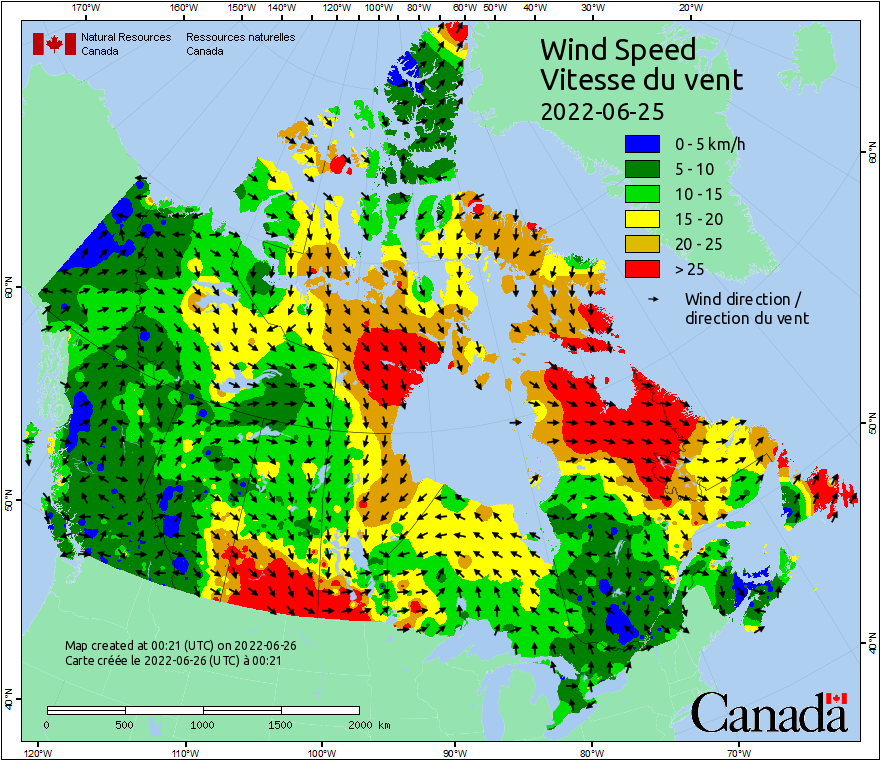 170°W 160°W 150°W 140°W 120°W 100°W 80°W 60°W 50°W 40°W 30°W 20°W
Natural Resources Ressources naturelles
Canada Canada
Wind Speed
Vitesse du vent
2022-06-25
0 - 5 km/h
5 - 10
10 - 15
15 - 20
20 - 25
> 25
Wind direction /
direction du vent
60°N
60°N
50°N
50°N
40°N
40°N
Map created at 00:21 (UTC) on 2022-06-26
Carte créée le 2022-06-26 (UTC) à 00:21
0 500 1000 1500 2000 km
Canada
120°W 110°W 100°W 90°W 80°W 70°W